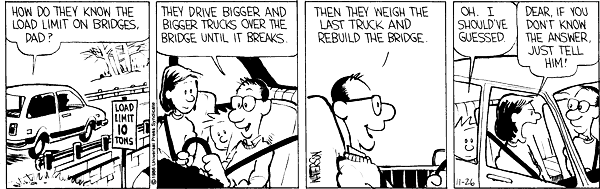 HOW DO THEY KNOW THE
LOAD LIMIT ON BRIDGES,
DAD?
LOAD
LIMIT
10
TONS
THEY DRIVE BIGGER AND
BIGGER TRUCKS OVER THE
BRIDGE UNTIL IT BREAKS.
THEN THEY WEIGH THE
LAST TRUCK AND
REBUILD THE BRIDGE.
WATTERSON
OH. I
SHOULD'VE
GUESSED.
DEAR, IF YOU
DON'T KNOW
THE ANSWER,
JUST TELL
HIM!
11-26